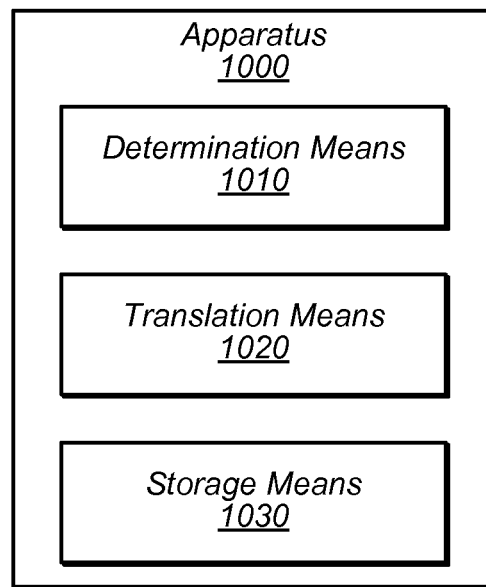 Apparatus
1000
Determination Means
1010
Translation Means
1020
Storage Means
1030